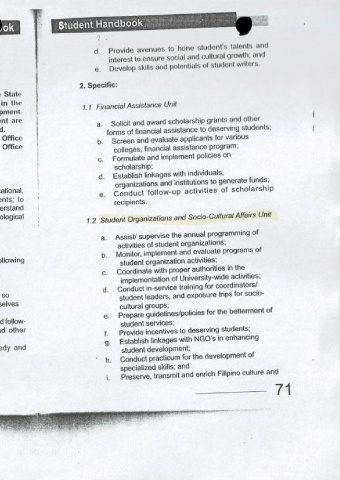 ok
Student Handbook
d. Provide avenues to hone student's talents and
interest to ensure social and cultural growth, and
e. Develop skills and potentials of student writers.
2. Specific:
1.1 Financial Assistance Unit
a. Solicit and award scholarship grants and other
forms of financial assistance to deserving students;
b. Screen and evaluate applicants for various
colleges, financial assistance program;
c. Formulate and implement policies on
scholarship;
d. Establish linkages with individuals,
organizations and institutions to generate funds;
e. Conduct follow-up activities of scholarship
recipients.
1.2 Student Organizations and Socio-Cultural Affairs Unit
a. Assist/ supervise the annual programming of
activities of student organizations;
b. Monitor, implement and evaluate programs of
student organization activities;
c. Coordinate with proper authorities in the
implementation of University-wide activities;
d. Conduct in-service training for coordinators/
student leaders, and exposure trips for socio-
cultural groups;
e. Prepare guidelines/policies for the betterment of
student services;
f. Provide incentives to deserving students;
g. Establish linkages with NGO's in enhancing
student development;
h. Conduct practicum for the development of
specialized skills; and
i. Preserve, transmit and enrich Filipino culture and
71
State
in the
pment
ent are
d.
Office
Office
ational,
ents; to
erstand
ological
llowing
so
selves
d follow-
nd other
edy and